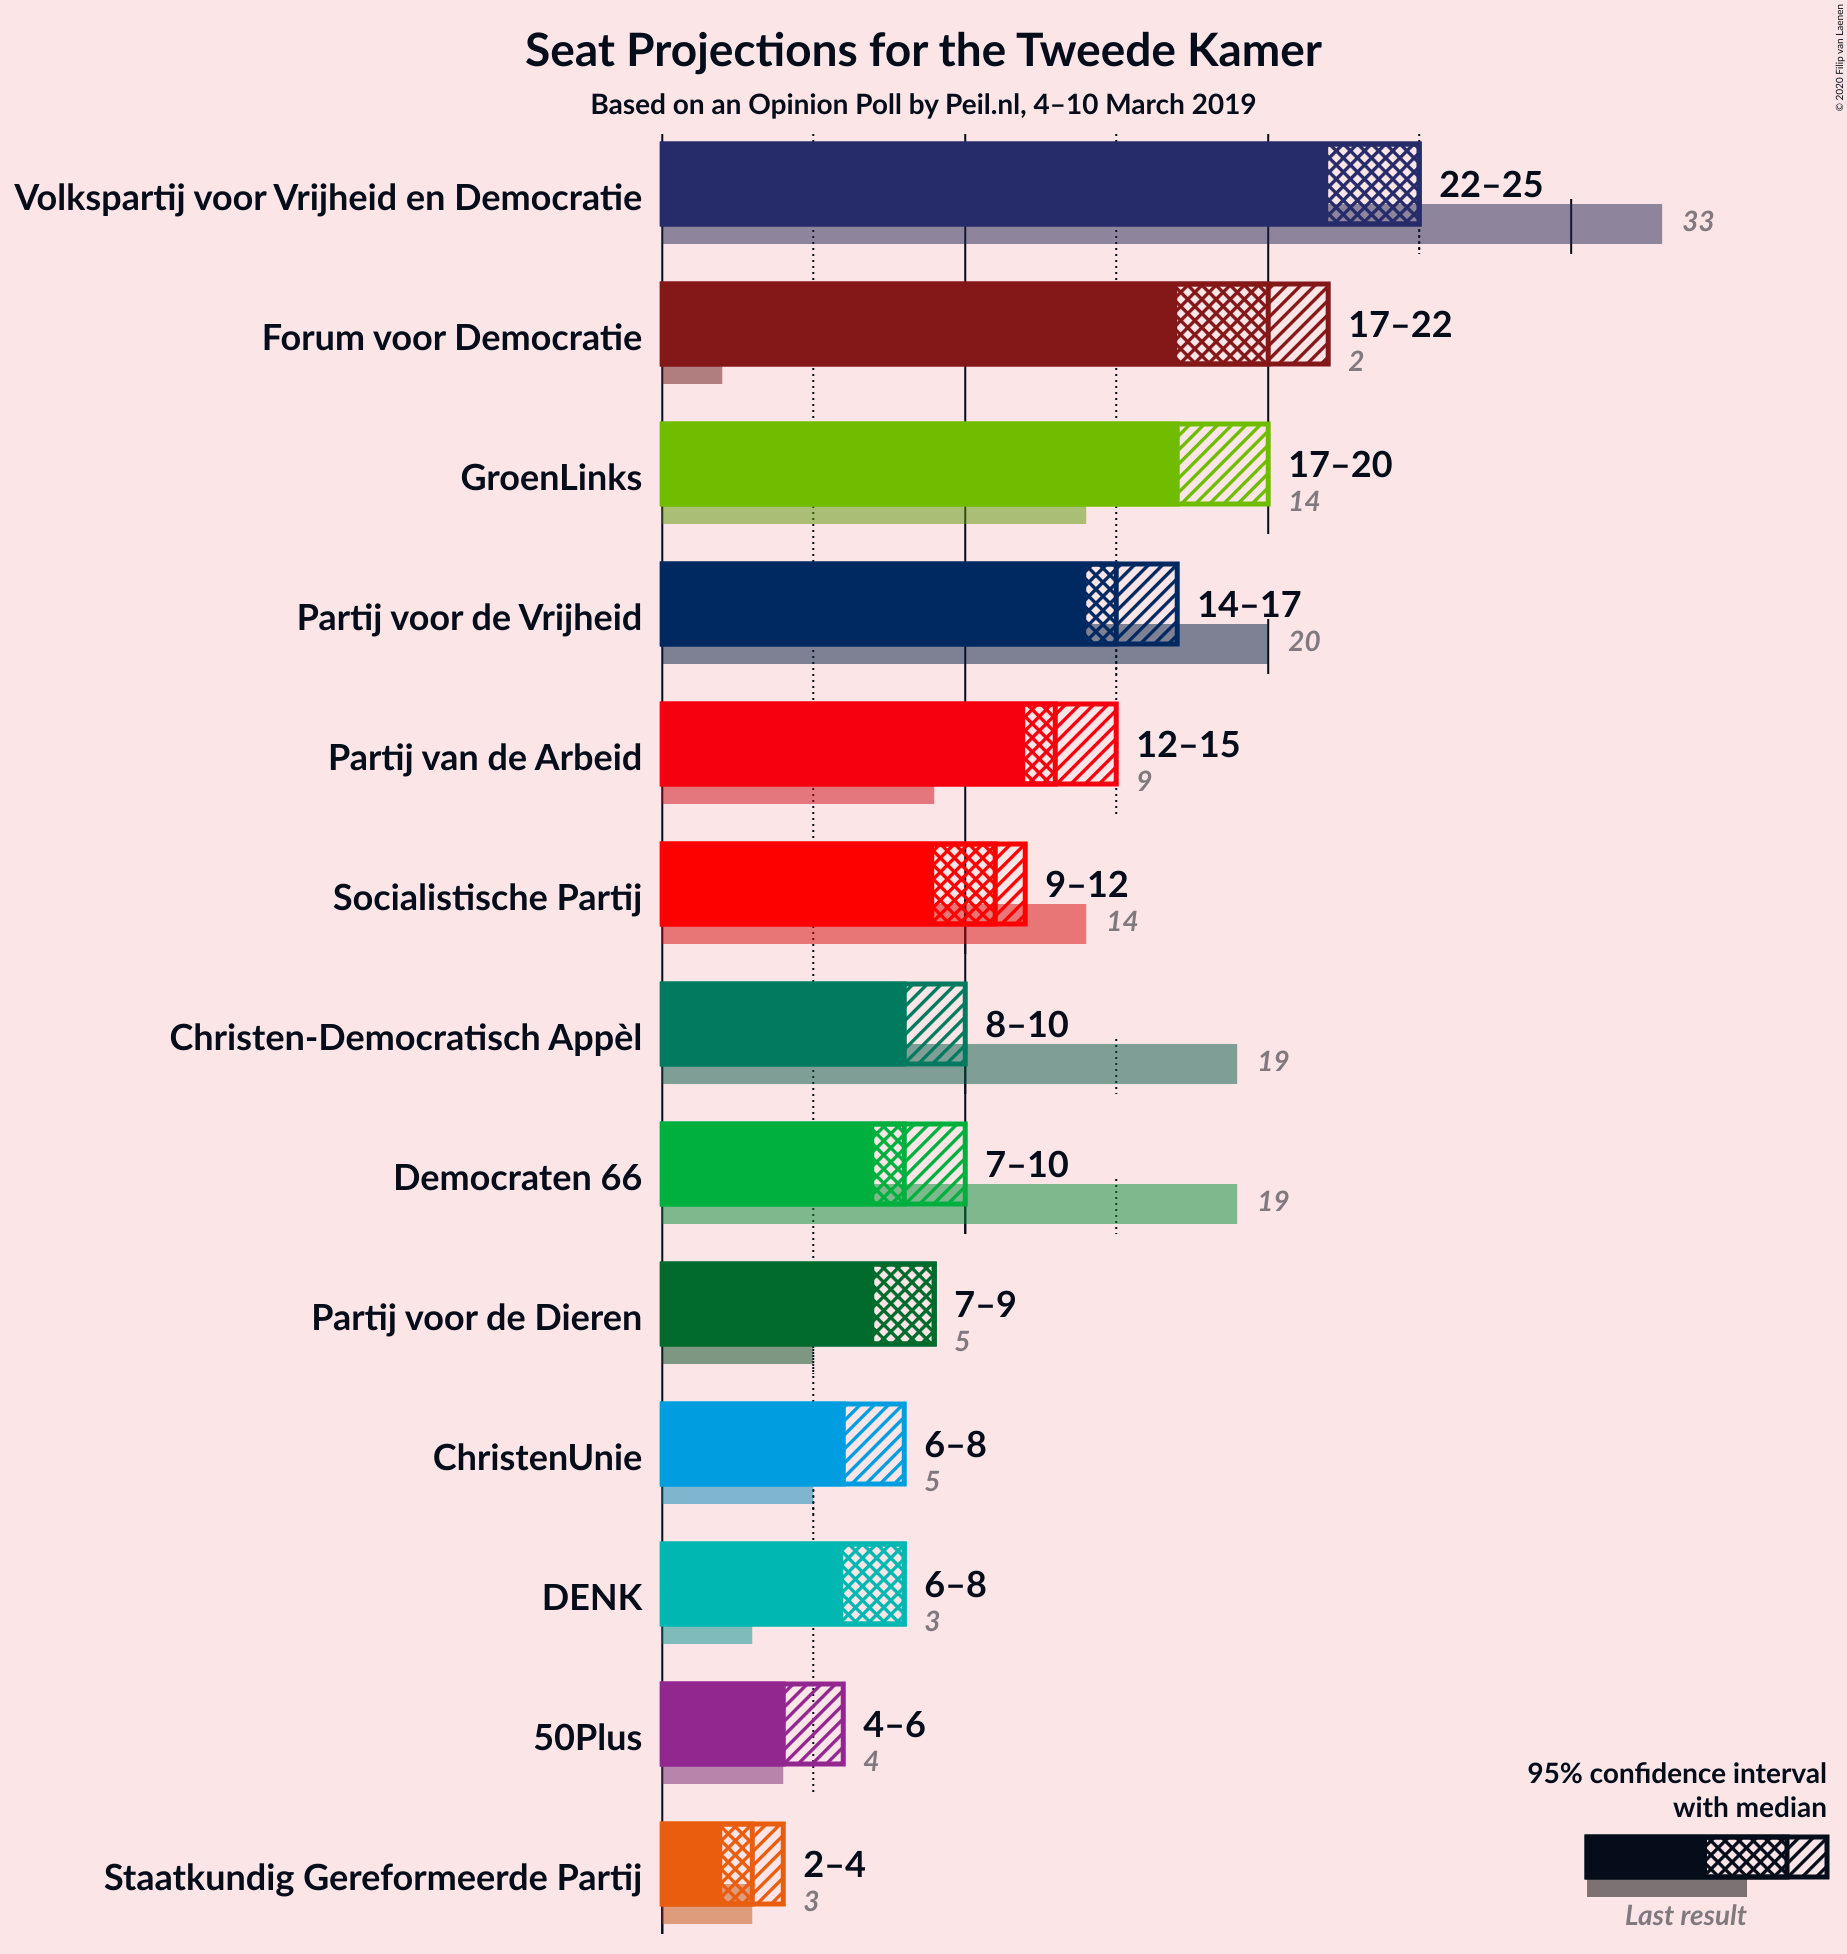 Seat Projections for the Tweede Kamer
Based on an Opinion Poll by Peil.nl, 4–10 March 2019
© 2020 Filip van Laenen
Volkspartij voor Vrijheid en Democratie
22–25
33
Forum voor Democratie
17–22
2
GroenLinks
17–20
14
Partij voor de Vrijheid
14–17
20
Partij van de Arbeid
12–15
9
Socialistische Partij
9–12
14
Christen-Democratisch Appèl
8–10
19
Democraten 66
7–10
19
Partij voor de Dieren
7–9
5
ChristenUnie
6–8
5
DENK
6–8
3
50Plus
4–6
4
Staatkundig Gereformeerde Partij
2–4
3
95% confidence interval
with median
Last result